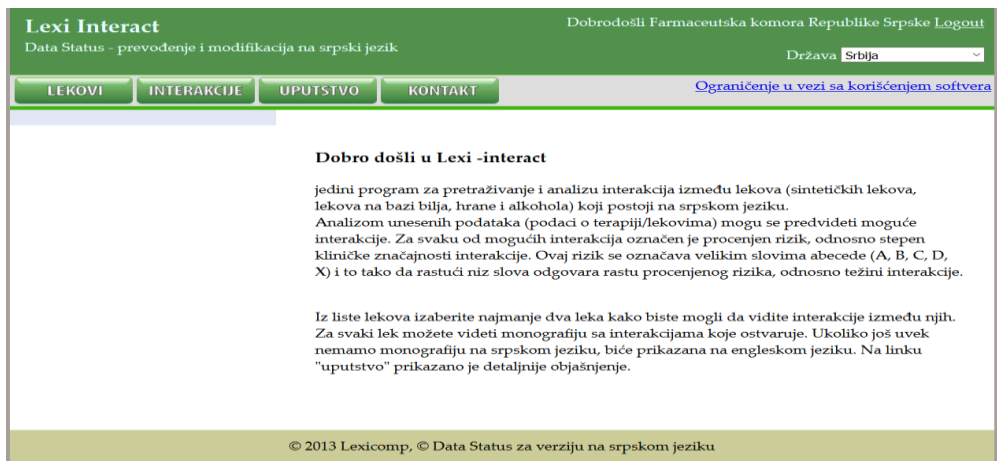 Lexi Interact
Dobrodošli Farmaceutska komora Republike Srpske Logout
Data Status - prevođenje i modifikacija na srpski jezik
Država Srbija
LEKOVI INTERAKCIJE UPUTSTVO KONTAKT
Ograničenje u vezi sa korišćenjem softvera
Dobro došli u Lexi -interact
jedini program za pretraživanje i analizu interakcija između lekova (sintetičkih lekova,
lekova na bazi bilja, hrane i alkohola) koji postoji na srpskom jeziku.
Analizom unesenih podataka (podaci o terapiji/lekovima) mogu se predvideti moguće
interakcije. Za svaku od mogućih interakcija označen je procenjen rizik, odnosno stepen
kliničke značajnosti interakcije. Ovaj rizik se označava velikim slovima abecede (A, B, C, D,
X) i to tako da rastući niz slova odgovara rastu procenjenog rizika, odnosno težini interakcije.
Iz liste lekova izaberite najmanje dva leka kako biste mogli da vidite interakcije između njih.
Za svaki lek možete videti monografiju sa interakcijama koje ostvaruje. Ukoliko još uvek
nemamo monografiju na srpskom jeziku, biće prikazana na engleskom jeziku. Na linku
"uputstvo" prikazano je detaljnije objašnjenje.
© 2013 Lexicomp, © Data Status za verziju na srpskom jeziku